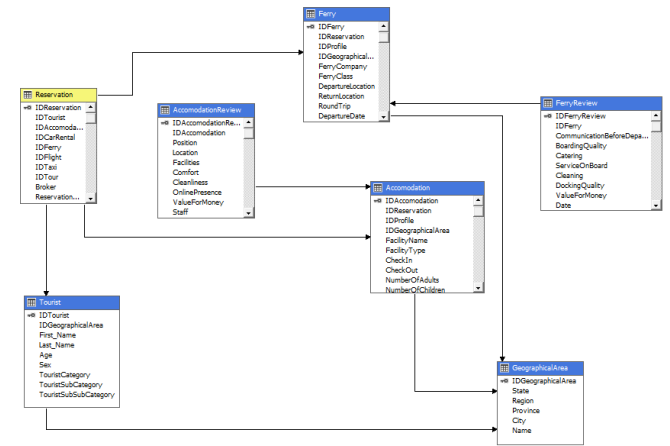 Ferry
IDFerry
IDReservation
IDProfile
IDGeographical...
FerryCompany
FerryClass
DepartureLocation
ReturnLocation
RoundTrip
DepartureDate
Reservation
IDReservation
IDTourist
IDAccomoda...
IDCarRental
IDFerry
IDFlight
IDTaxi
IDTour
Broker
Reservation...
AccomodationReview
IDAccomodationRe...
IDAccomodation
Position
Location
Facilities
Comfort
Cleanliness
OnlinePresence
ValueForMoney
Staff
FerryReview
IDFerryReview
IDFerry
CommunicationBeforeDepa...
BoardingQuality
Catering
ServiceOnBoard
Cleaning
DockingQuality
ValueForMoney
Date
Accomodation
IDAccomodation
IDReservation
IDProfile
IDGeographicalArea
FacilityName
FacilityType
CheckIn
CheckOut
NumberOfAdults
NumberOfChildren
Tourist
IDTourist
IDGeographicalArea
First_Name
Last_Name
Age
Sex
TouristCategory
TouristSubCategory
TouristSubSubCategory
GeographicalArea
IDGeographicalArea
State
Region
Province
City
Name